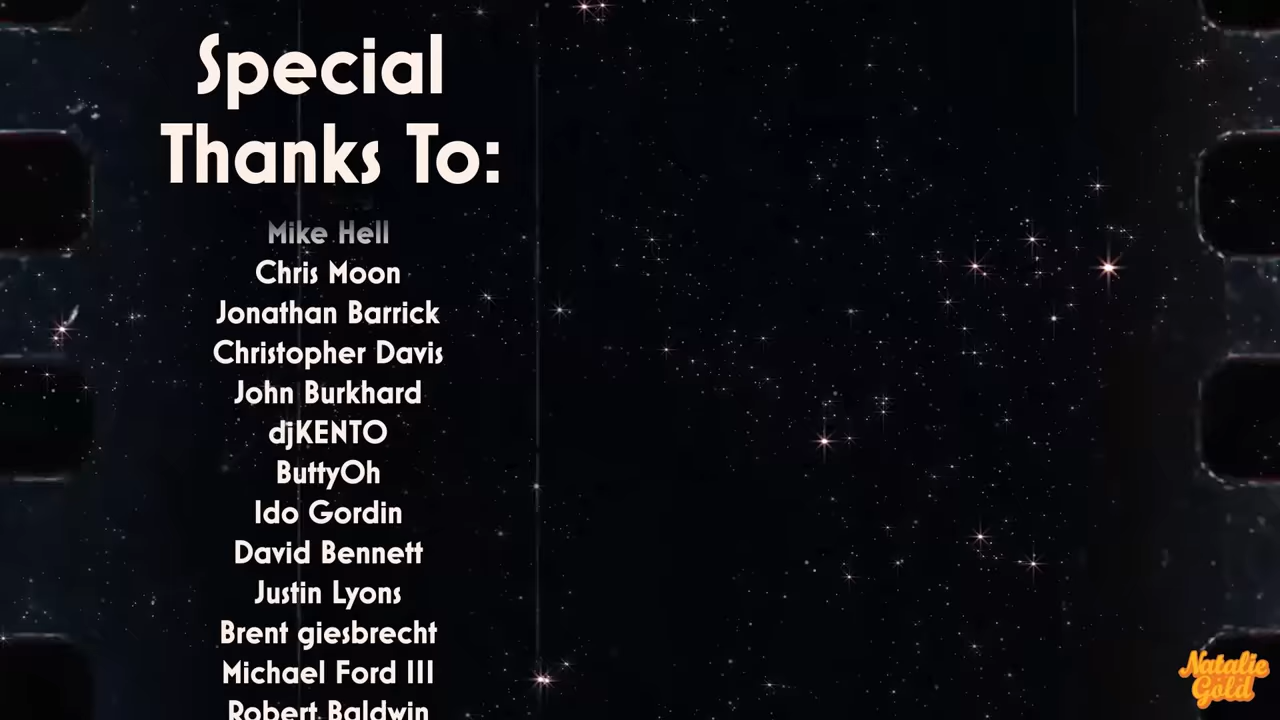 Special
Thanks To:
Mike Hell
Chris Moon
Jonathan Barrick
Christopher Davis
John Burkhard
djKENTO
ButtyOh
Ido Gordin
David Bennett
Justin Lyons
Brent giesbrecht
Michael Ford III
Robert Baldwin
Natalie
Gold